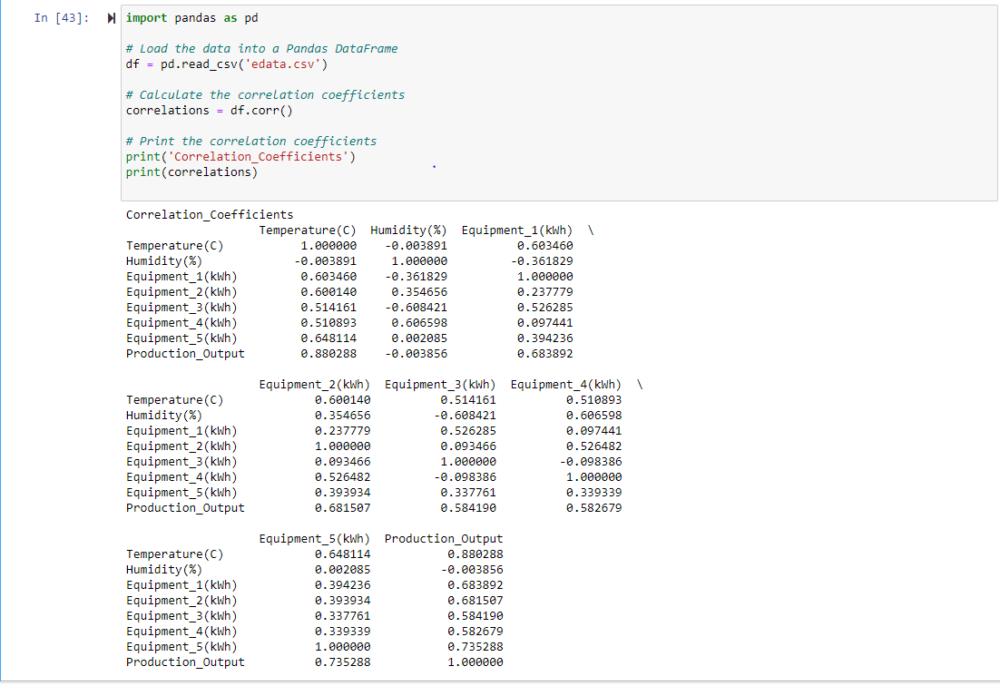 In [43]: import pandas as pd
# Load the data into a Pandas DataFrame
df = pd.read_csv('edata.csv')
# Calculate the correlation coefficients
correlations = df.corr()
# Print the correlation coefficients
print('Correlation_Coefficients')
print(correlations)
Correlation_Coefficients
Temperature(C) Humidity(%) Equipment_1(kWh) \
Temperature(C) 1.000000 -0.003891 0.603460
Humidity(%) -0.003891 1.000000 -0.361829
Equipment_1(kWh) 0.603460 -0.361829 1.000000
Equipment_2(kWh) 0.600140 0.354656 0.237779
Equipment_3(kWh) 0.514161 -0.608421 0.526285
Equipment_4(kWh) 0.510893 0.606598 0.097441
Equipment_5(kWh) 0.648114 0.002085 0.394236
Production_Output 0.880288 -0.003856 0.683892
Equipment_2(kWh) Equipment_3(kWh) Equipment_4(kWh) \
Temperature(C) 0.600140 0.514161 0.510893
Humidity(%) 0.354656 -0.608421 0.606598
Equipment_1(kWh) 0.237779 0.526285 0.097441
Equipment_2(kWh) 1.000000 0.093466 0.526482
Equipment_3(kWh) 0.093466 1.000000 -0.098386
Equipment_4(kWh) 0.526482 -0.098386 1.000000
Equipment_5(kWh) 0.393934 0.337761 0.339339
Production_Output 0.681507 0.584190 0.582679
Equipment_5(kWh) Production_Output
Temperature(C) 0.648114 0.880288
Humidity(%) 0.002085 -0.003856
Equipment_1(kWh) 0.394236 0.683892
Equipment_2(kWh) 0.393934 0.681507
Equipment_3(kWh) 0.337761 0.584190
Equipment_4(kWh) 0.339339 0.582679
Equipment_5(kWh) 1.000000 0.735288
Production_Output 0.735288 1.000000